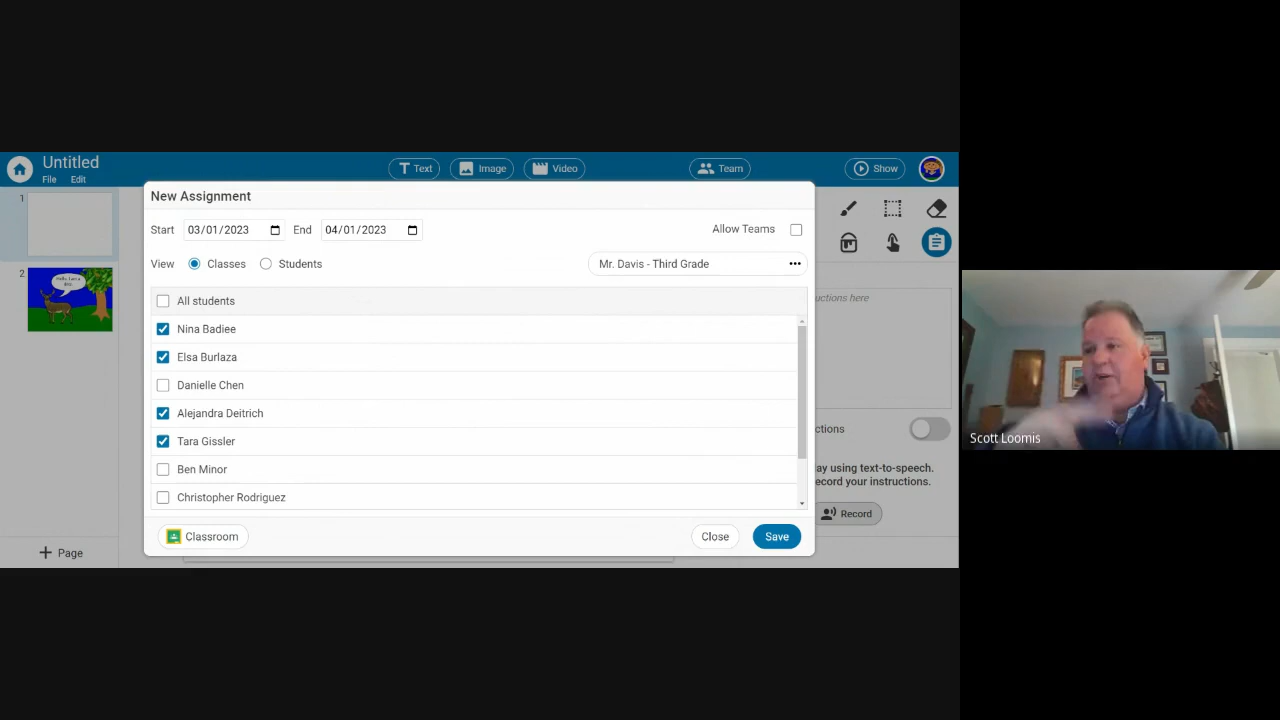 Untitled
File Edit
Text
Image
Video
Team
Show
1
2
New Assignment
Start 03/01/2023 End 04/01/2023
Allow Teams
View Classes Students
Mr. Davis - Third Grade
All students
Nina Badiee
Elsa Burlaza
Danielle Chen
Alejandra Deitrich
Tara Gissler
Ben Minor
Christopher Rodriguez
Classroom
Close
Save
uctions here
ctions
ay using text-to-speech.
ecord your instructions.
Record
Page
Scott Loomis